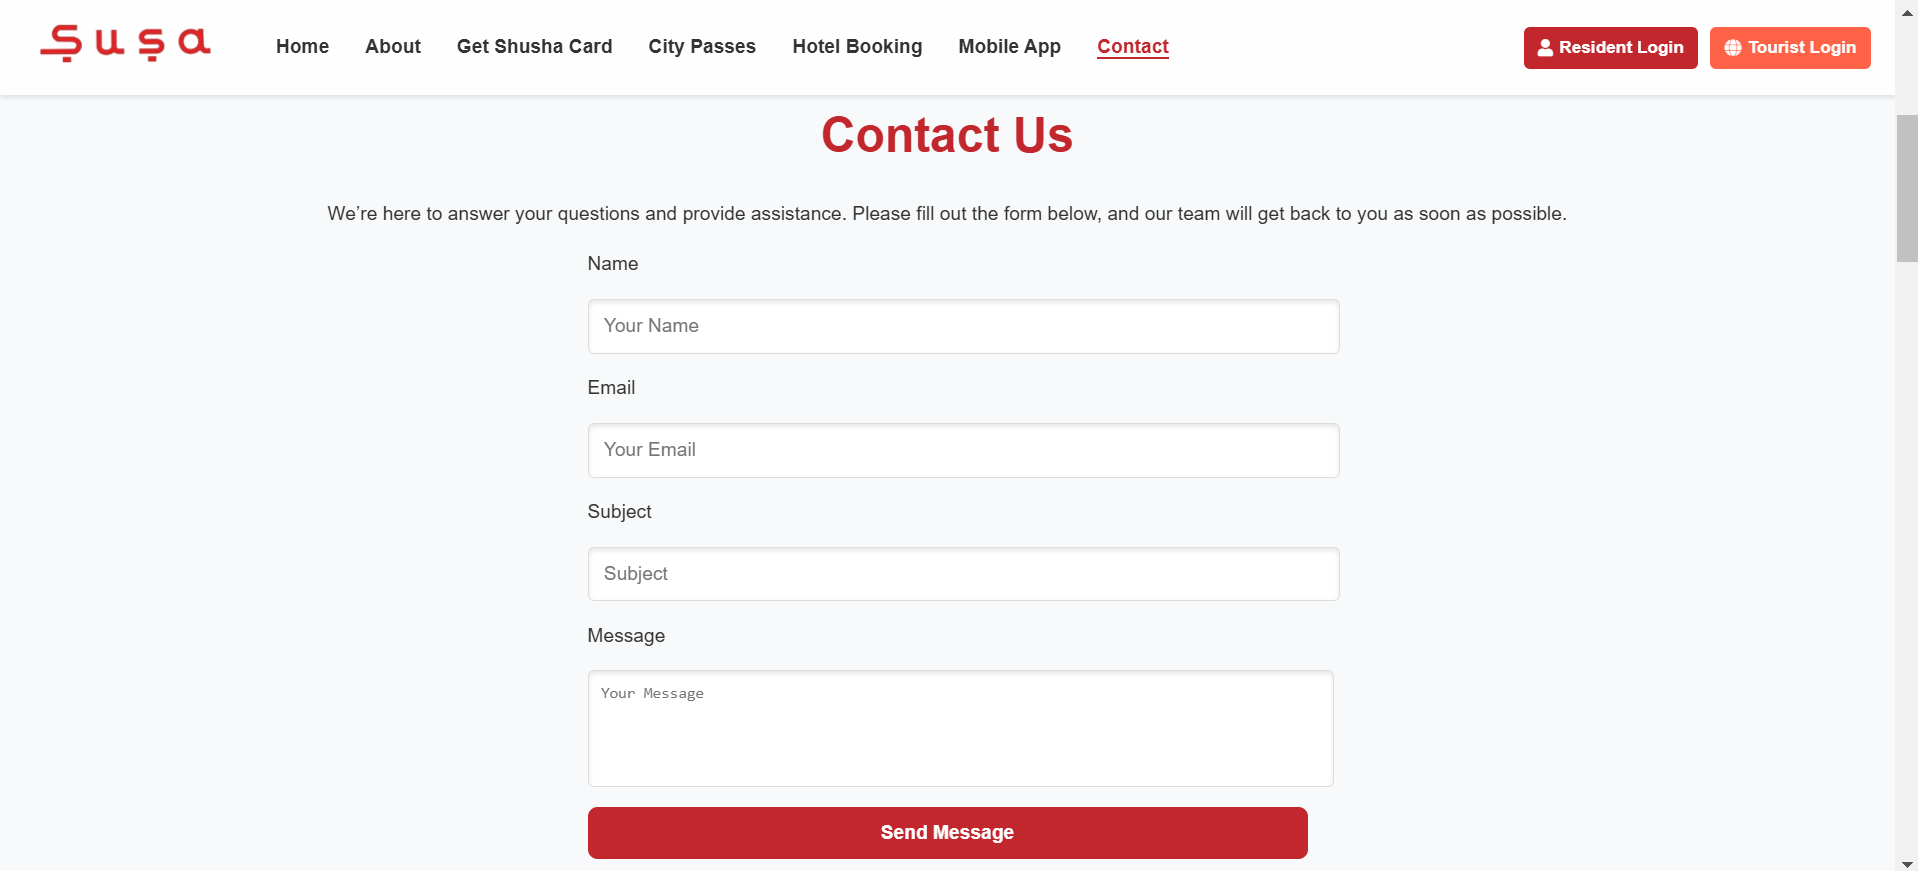 Şuşa
Home About Get Shusha Card City Passes Hotel Booking Mobile App Contact Resident Login Tourist Login
Contact Us
We’re here to answer your questions and provide assistance. Please fill out the form below, and our team will get back to you as soon as possible.
Name
Your Name
Email
Your Email
Subject
Subject
Message
Your Message
Send Message